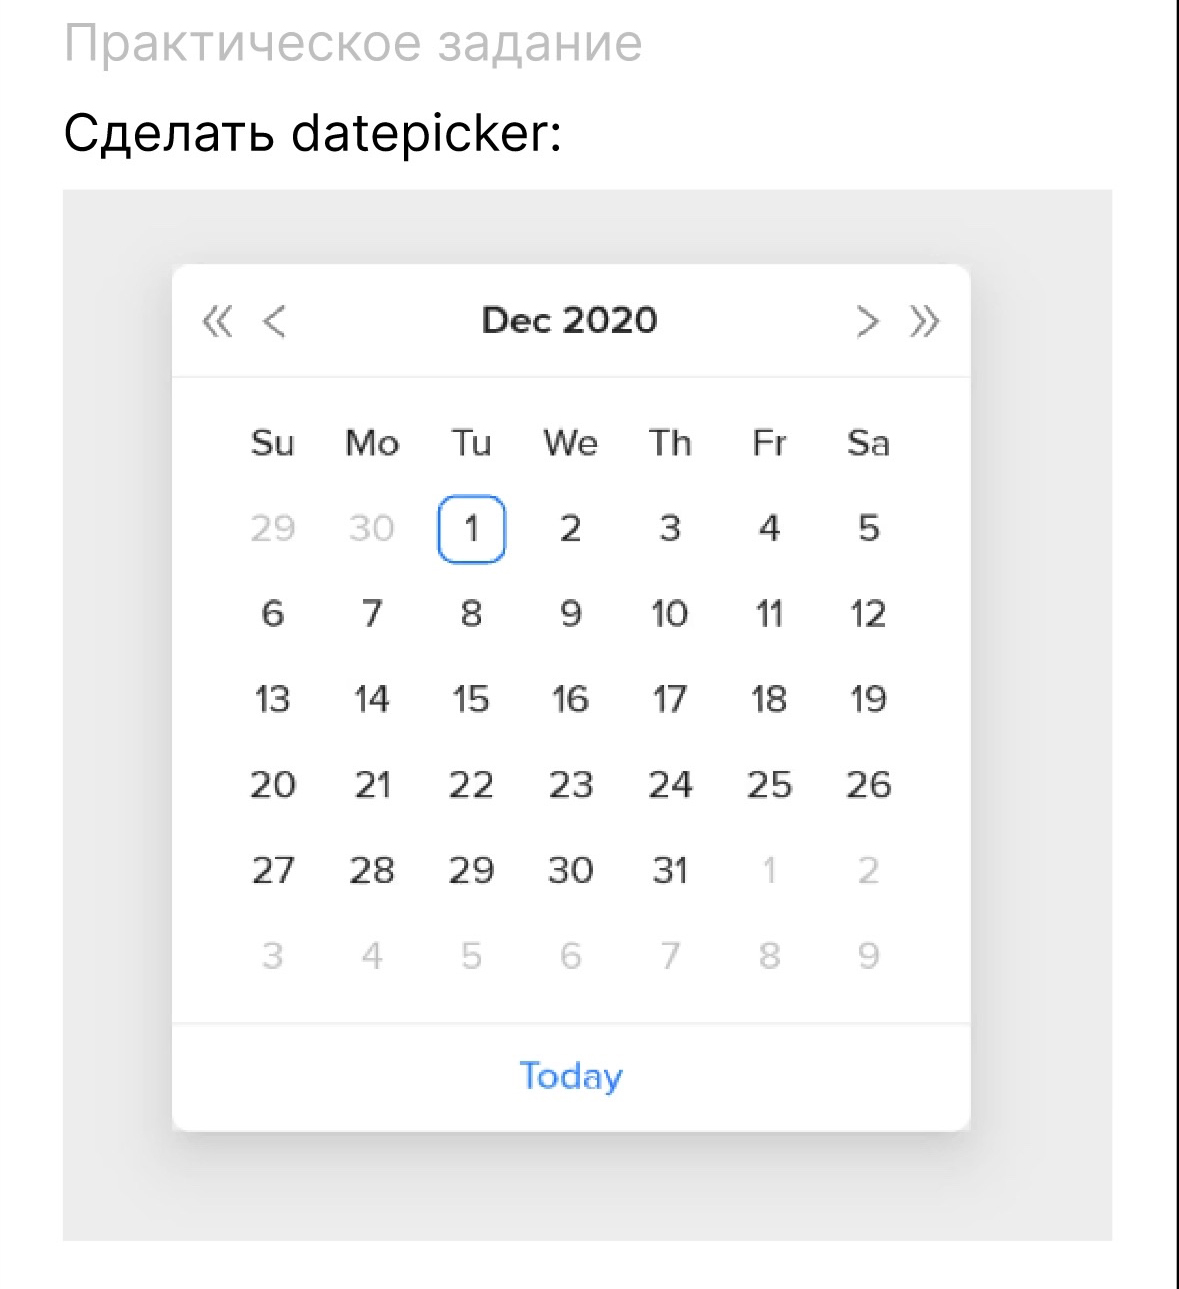 Практическое задание
Сделать datepicker:
« < Dec 2020 > »
Su Mo Tu We Th Fr Sa
29 30 1 2 3 4 5
6 7 8 9 10 11 12
13 14 15 16 17 18 19
20 21 22 23 24 25 26
27 28 29 30 31 1 2
3 4 5 6 7 8 9
Today